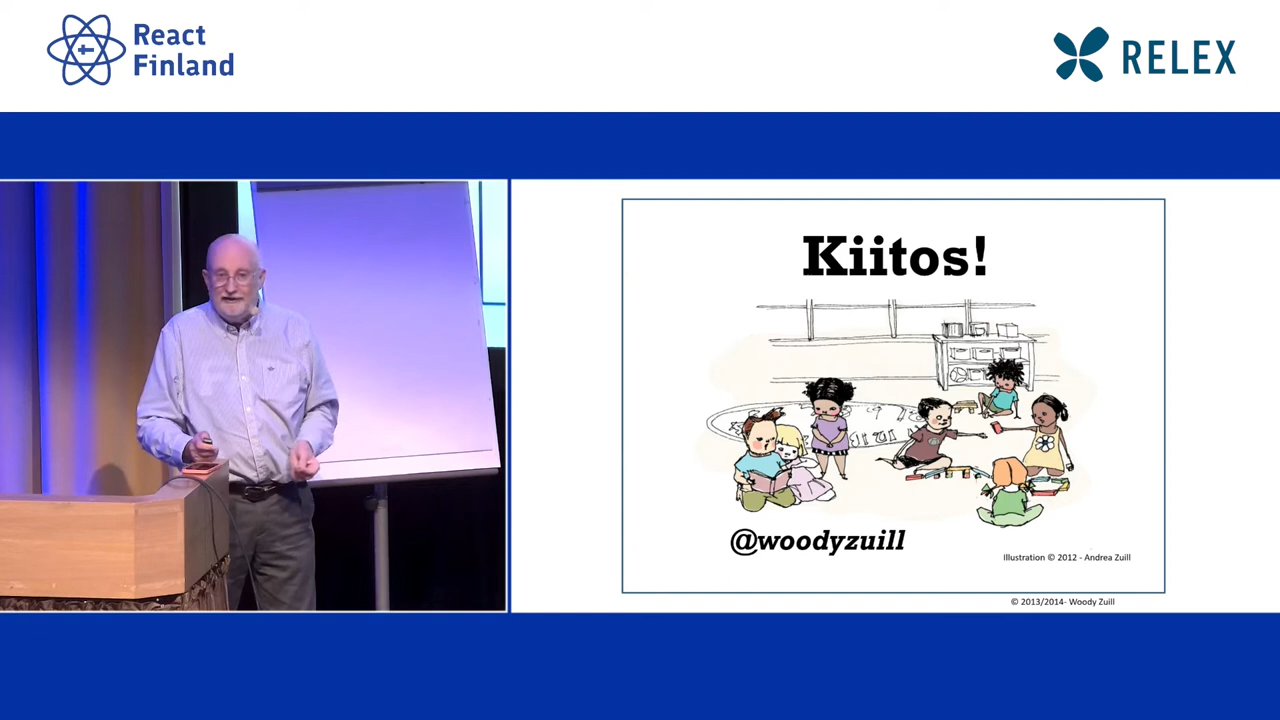 React
Finland
RELEX
Kiitos!
@woodyzuill
Illustration © 2012 - Andrea Zuill
© 2013/2014- Woody Zuill